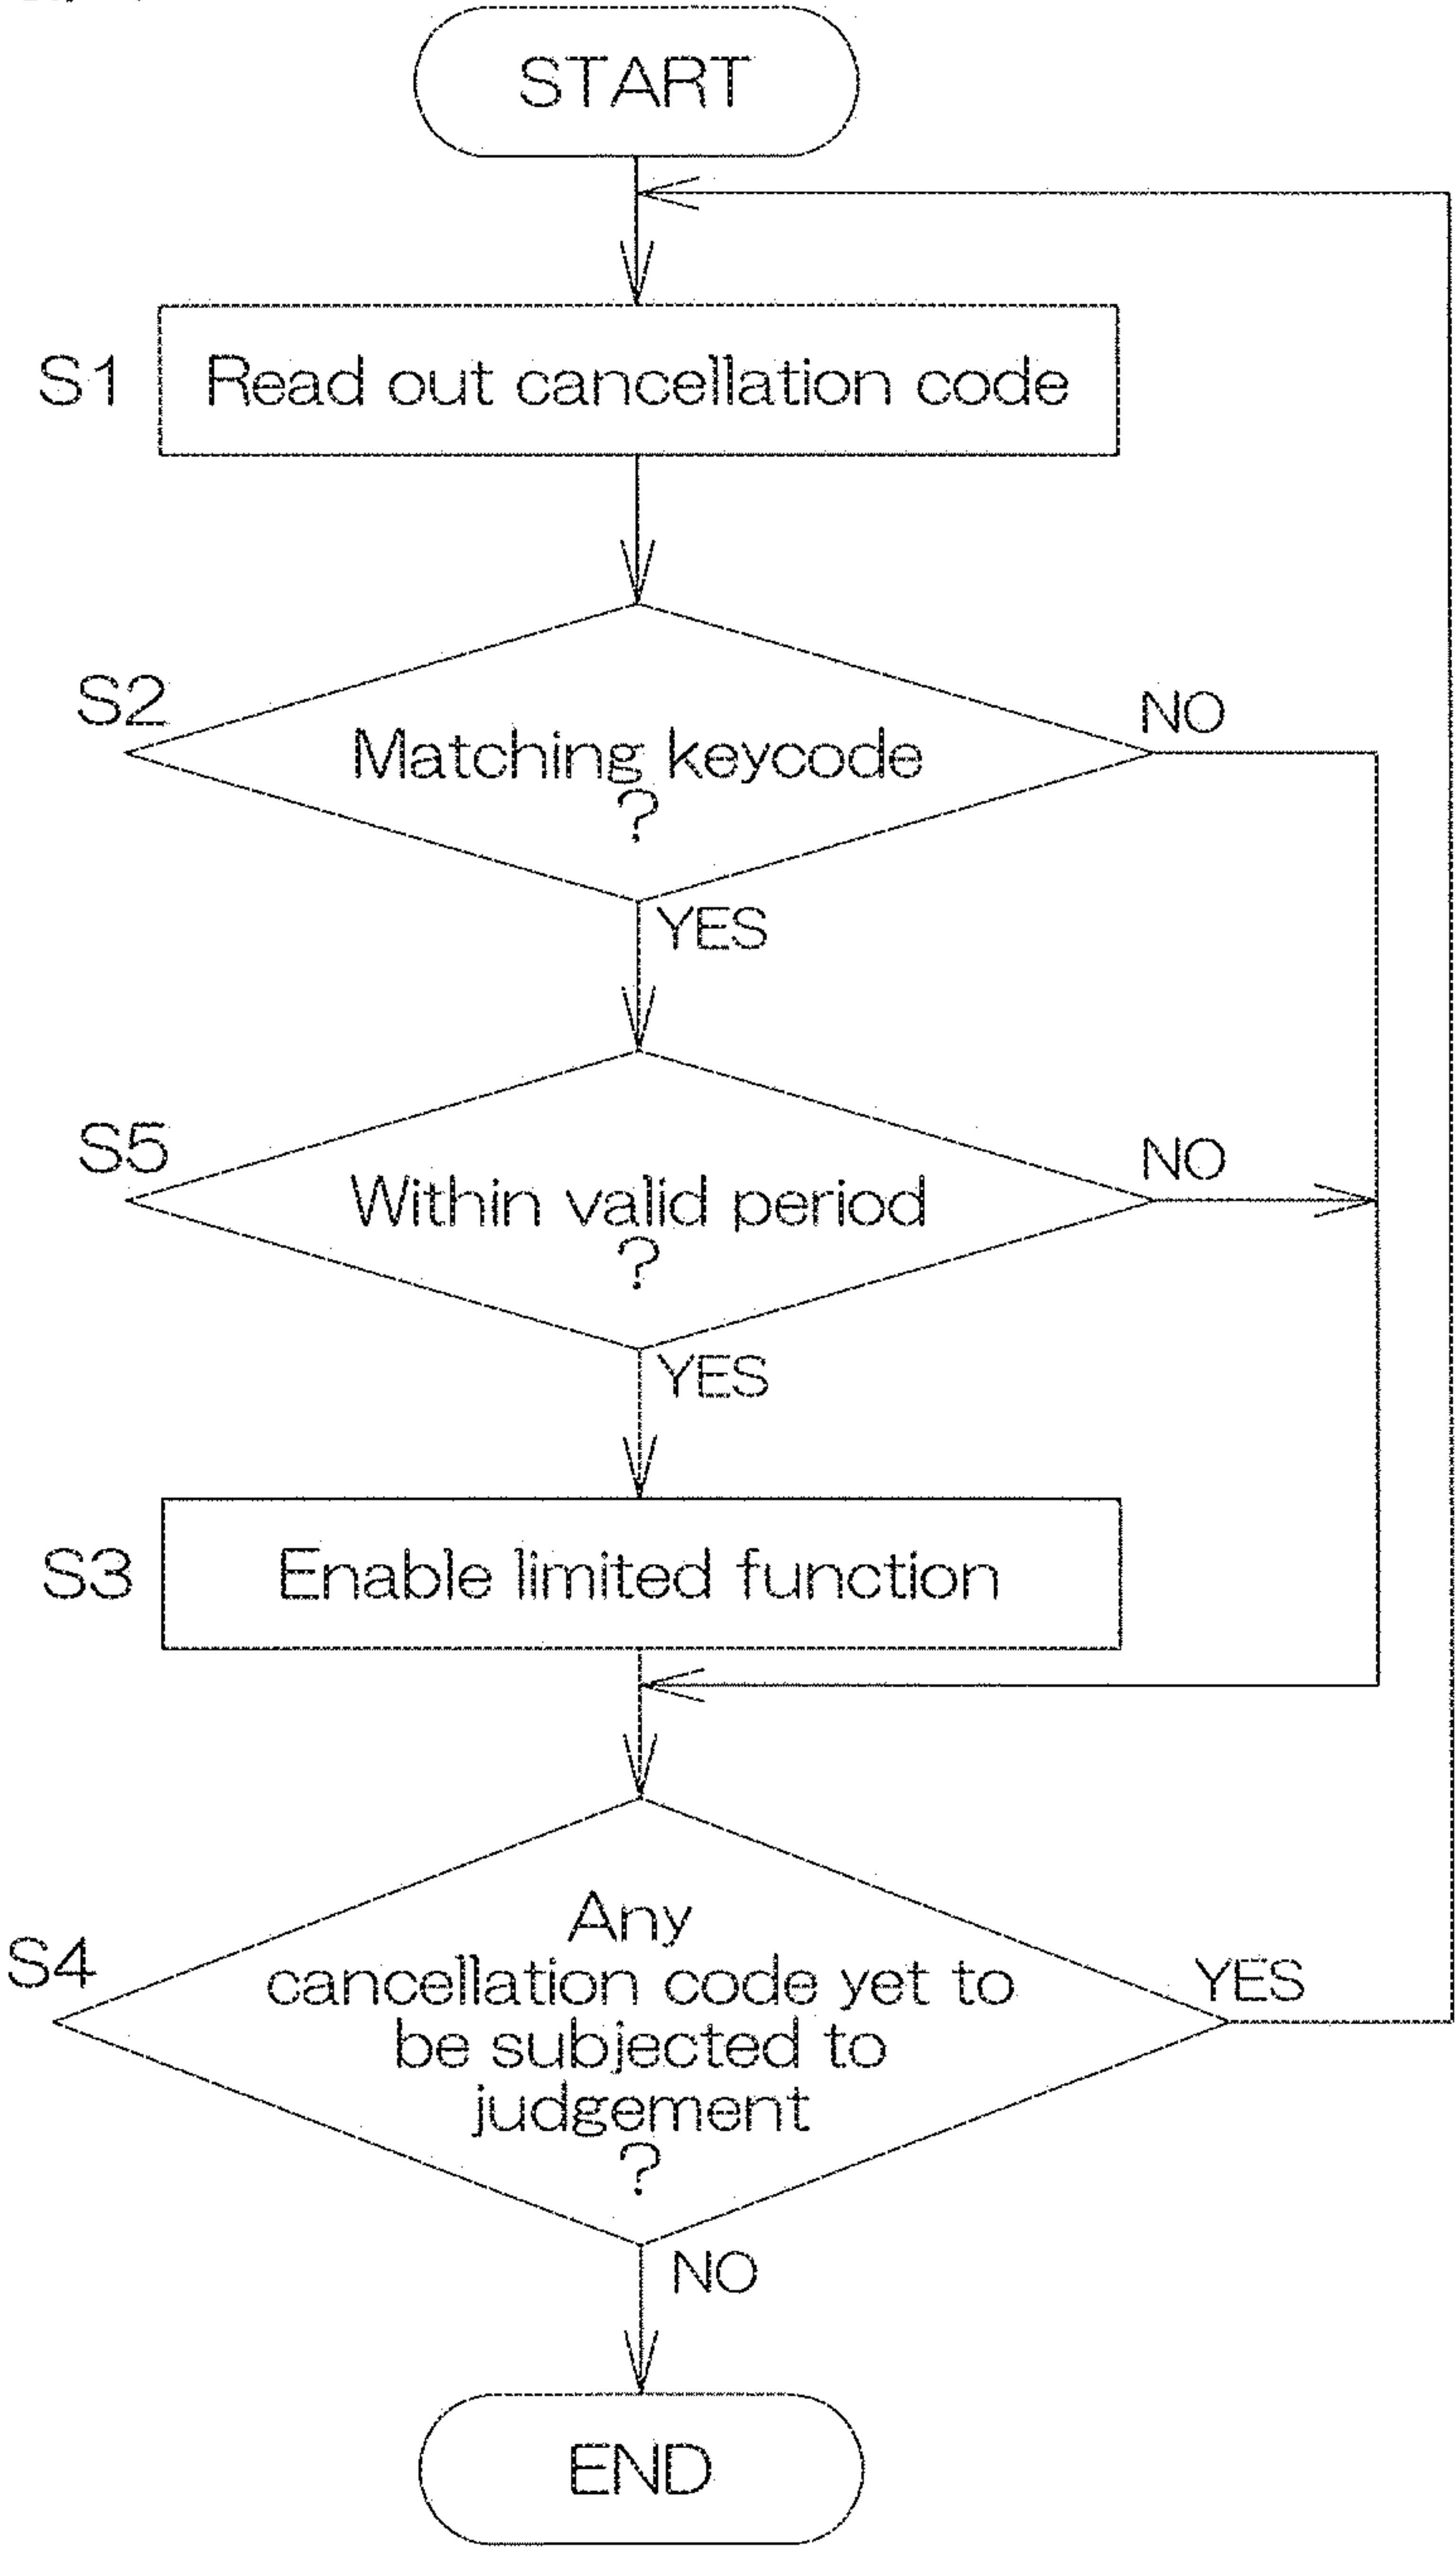 START
S1
Read out cancellation code
S2
NO
Matching keycode
?
YES
S5
NO
Within valid period
?
YES
S3
Enable limited function
Any
S4
cancellation code yet to
YES
be subjected to
judgement
?
NO
END